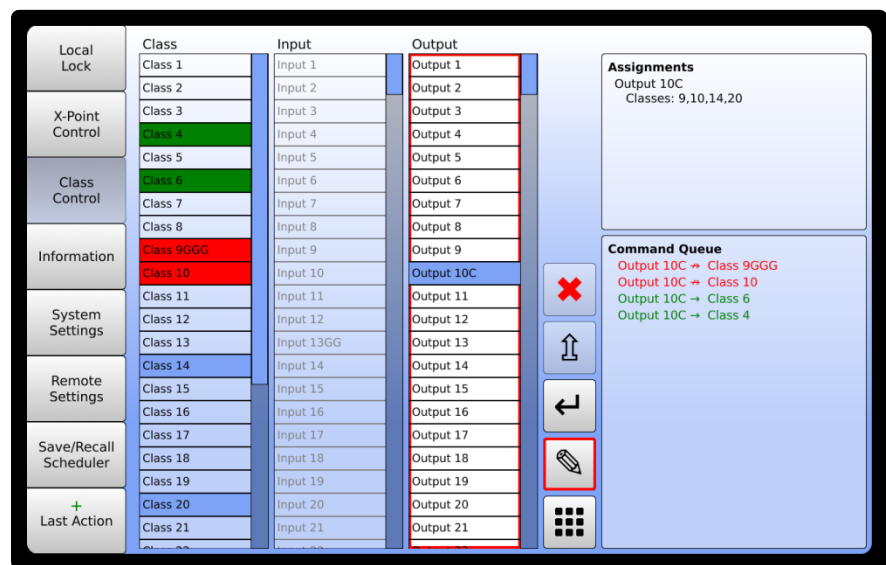 Local
Lock
X-Point
Control
Class
Control
Information
System
Settings
Remote
Settings
Save/Recall
Scheduler
+
Last Action
Class
Class 1
Class 2
Class 3
Class 4
Class 5
Class 6
Class 7
Class 8
Class 9GGG
Class 10
Class 11
Class 12
Class 13
Class 14
Class 15
Class 16
Class 17
Class 18
Class 19
Class 20
Class 21
Input
Input 1
Input 2
Input 3
Input 4
Input 5
Input 6
Input 7
Input 8
Input 9
Input 10
Input 11
Input 12
Input 13GG
Input 14
Input 15
Input 16
Input 17
Input 18
Input 19
Input 20
Input 21
Output
Output 1
Output 2
Output 3
Output 4
Output 5
Output 6
Output 7
Output 8
Output 9
Output 10C
Output 11
Output 12
Output 13
Output 14
Output 15
Output 16
Output 17
Output 18
Output 19
Output 20
Output 21
Assignments
Output 10C
Classes: 9,10,14,20
Command Queue
Output 10C ↛ Class 9GGG
Output 10C ↛ Class 10
Output 10C → Class 6
Output 10C → Class 4